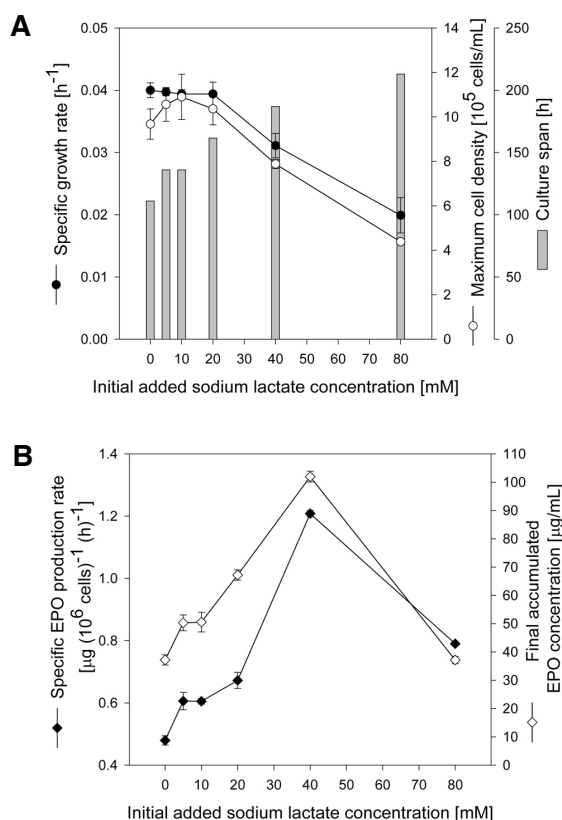 A
Specific growth rate [h-1]
0.05
0.04
0.03
0.02
0.01
0.00
14
12
10
8
6
4
2
0
Maximum cell density [10^5 cells/mL]
250
200
150
100
50
0
Culture span [h]
0 10 20 30 40 50 60 70 80
Initial added sodium lactate concentration [mM]
B
Specific EPO production rate
[µg (10^6 cells)-1 (h)-1]
1.4
1.2
1.0
0.8
0.6
0.4
110
100
90
80
70
60
50
40
30
20
10
0
Final accumulated
EPO concentration [µg/mL]
0 10 20 30 40 50 60 70 80
Initial added sodium lactate concentration [mM]